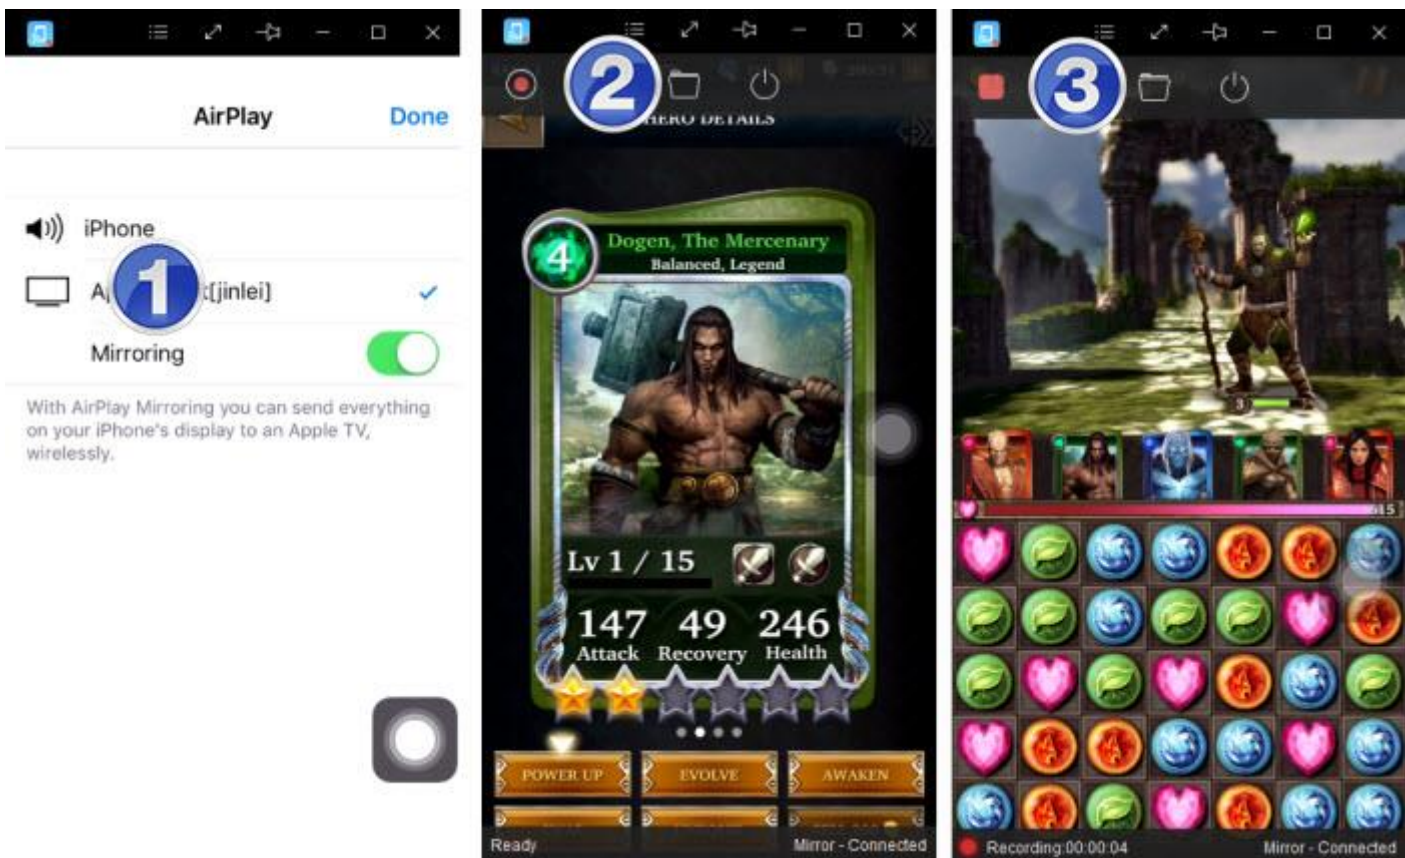 AirPlay
Done
iPhone
t[jinlei]
Mirroring
With AirPlay Mirroring you can send everything
on your iPhone's display to an Apple TV,
wirelessly.
1
2
HERO DETAILS
4
Dogen, The Mercenary
Balanced, Legend
Lv 1 / 15
147 49 246
Attack Recovery Health
POWER UP
EVOLVE
AWAKEN
Ready
Mirror - Connected
3
3
Recording:00:00:04
Mirror - Connected